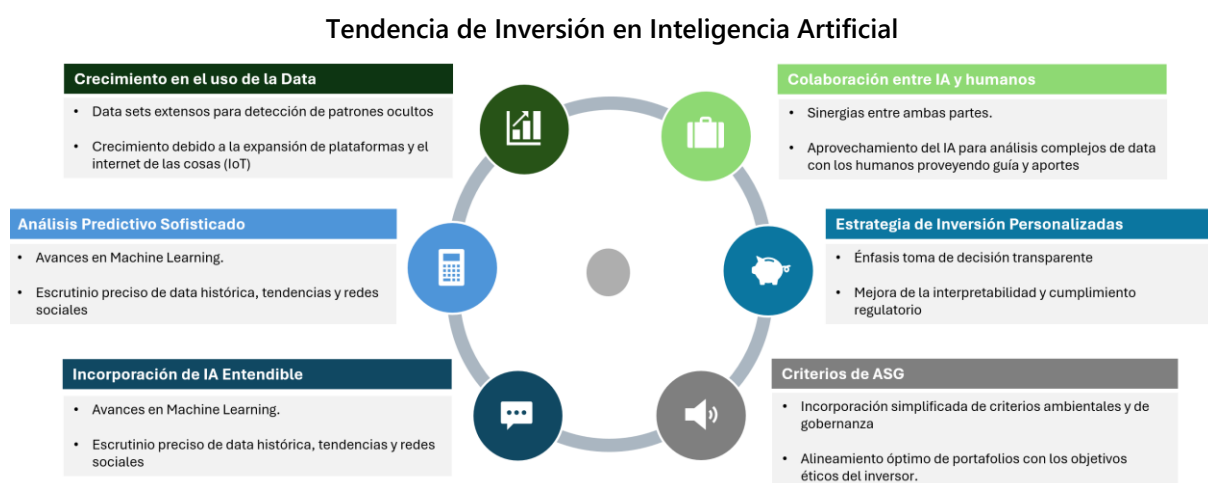 Tendencia de Inversión en Inteligencia Artificial
Crecimiento en el uso de la Data
• Data sets extensos para detección de patrones ocultos
• Crecimiento debido a la expansión de plataformas y el
internet de las cosas (IoT)
Colaboración entre IA y humanos
• Sinergias entre ambas partes.
• Aprovechamiento del IA para análisis complejos de data
con los humanos proveyendo guía y aportes
Análisis Predictivo Sofisticado
• Avances en Machine Learning.
• Escrutinio preciso de data histórica, tendencias y redes
sociales
Estrategia de Inversión Personalizadas
• Énfasis toma de decisión transparente
• Mejora de la interpretabilidad y cumplimiento
regulatorio
Incorporación de IA Entendible
• Avances en Machine Learning.
• Escrutinio preciso de data histórica, tendencias y redes
sociales
Criterios de ASG
• Incorporación simplificada de criterios ambientales y de
gobernanza
• Alineamiento óptimo de portafolios con los objetivos
éticos del inversor.